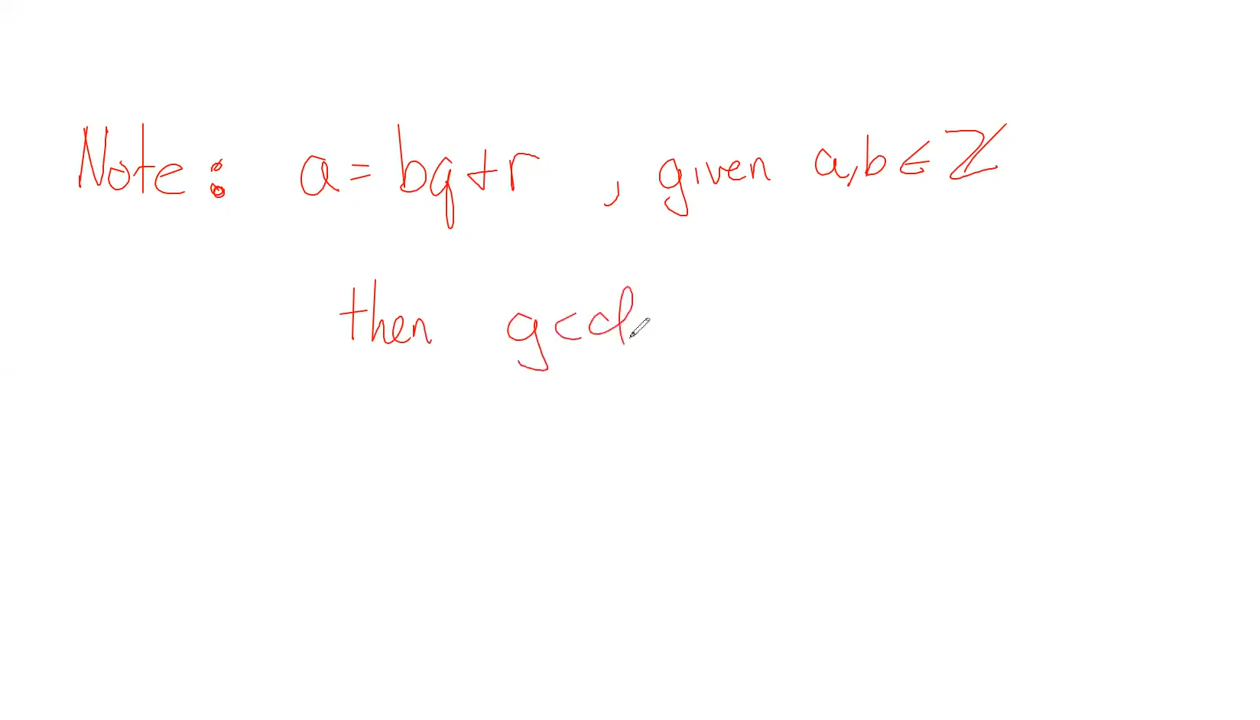 Note: a = bq + r , given a, b ∈ ℤ
then gcd